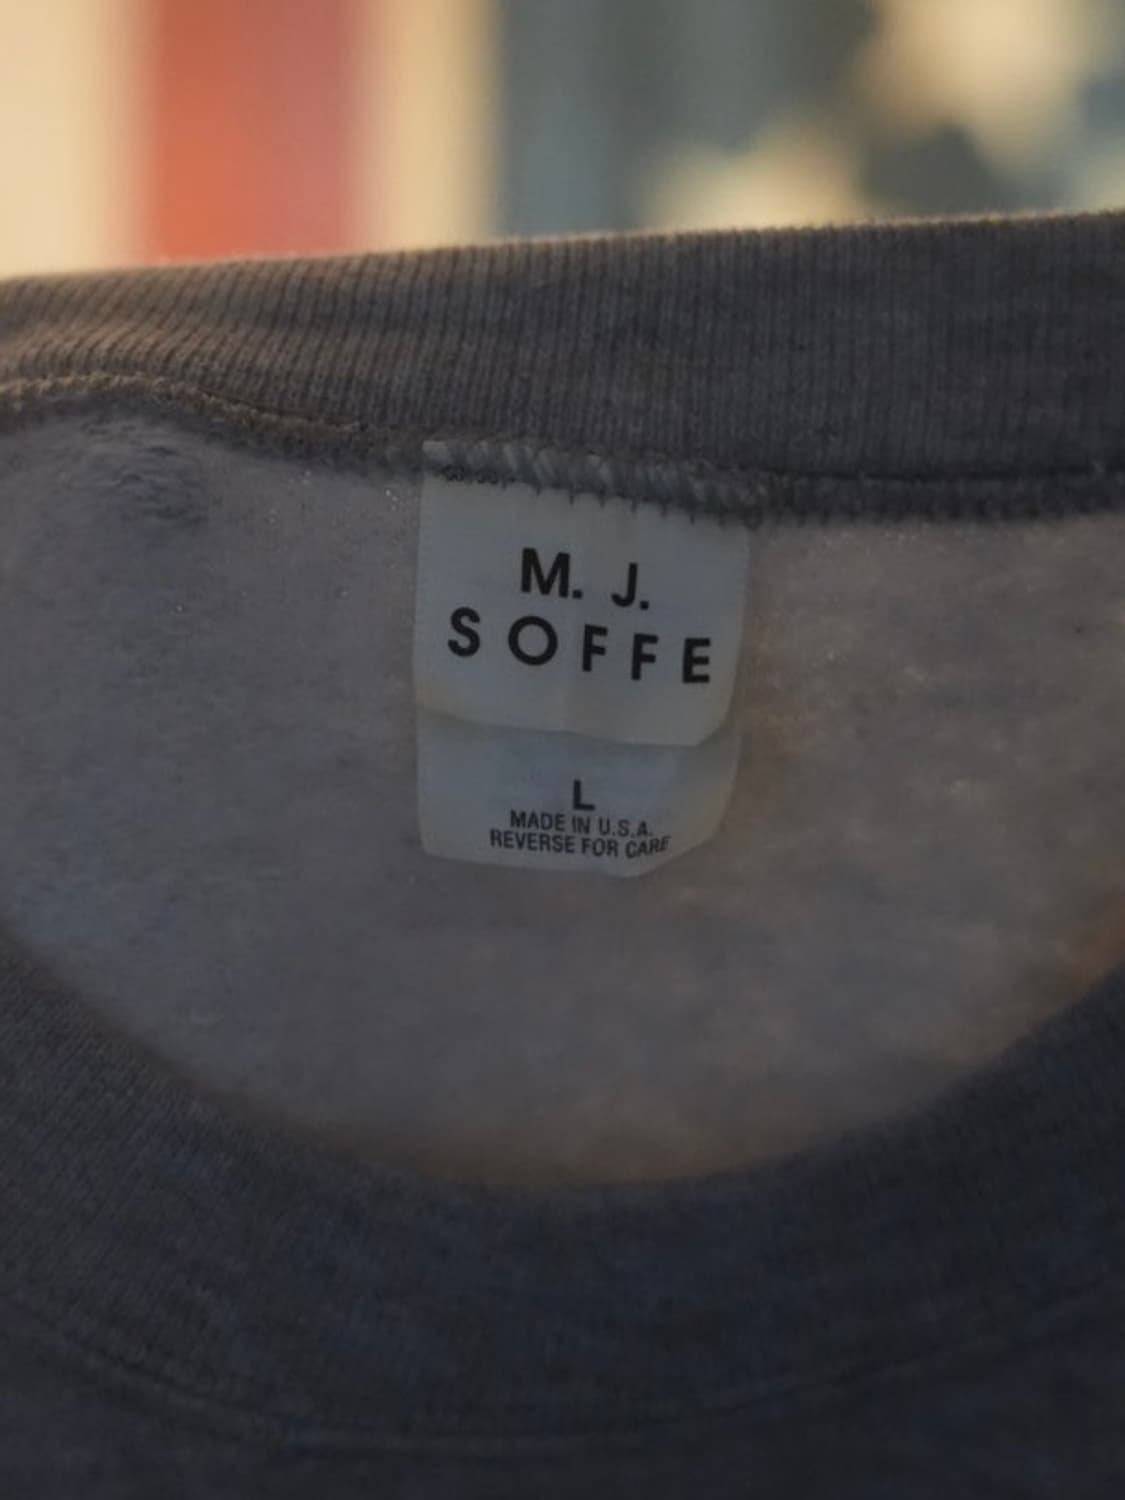 M. J.
SOFFE
L
MADE IN U.S.A.
REVERSE FOR CARE